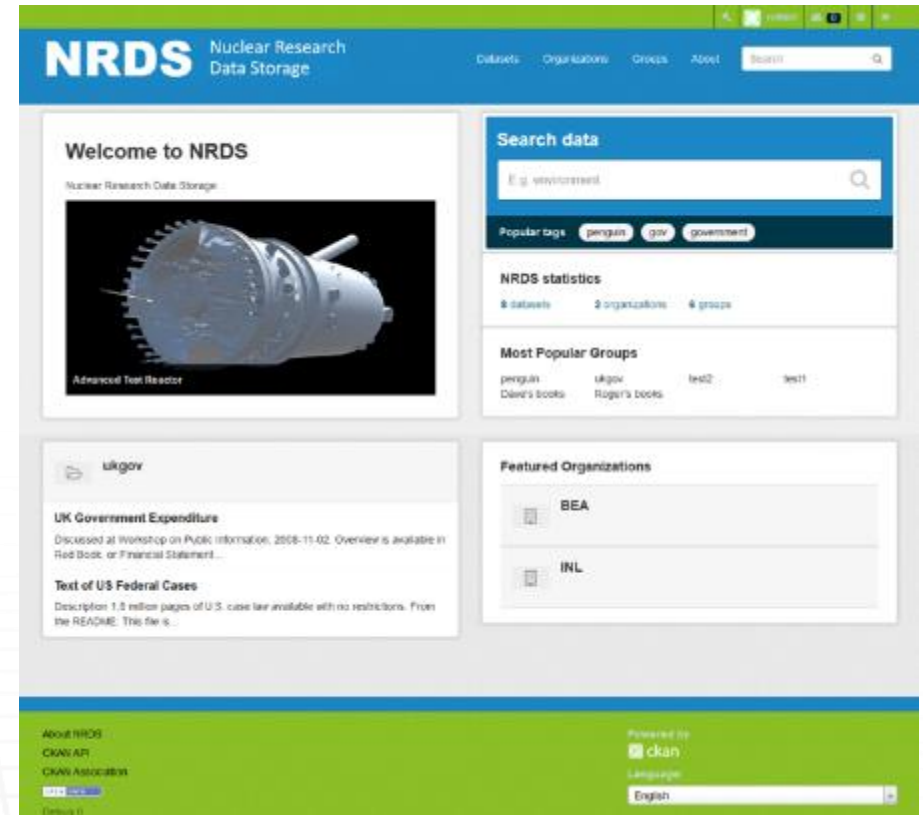 NRDS
Nuclear Research
Data Storage
Datasets Organizations Groups About Search
Welcome to NRDS
Nuclear Research Data Storage
Advanced Test Reactor
Search data
E.g. environment
Popular tags penguin gov government
NRDS statistics
datasets organizations groups
Most Popular Groups
penguin ukgov test2 test1
Dave's books Roger's books
ukgov
UK Government Expenditure
Discussed at Workshop on Public Information, 2008-11-02. Overview is available in
Red Book, or Financial Statement...
Text of US Federal Cases
Description 1.8 million pages of U.S. case law available with no restrictions. From
the README: This file is...
Featured Organizations
BEA
INL
About NRDS
CKAN API
CKAN Association
Powered by
ckan
Language
English